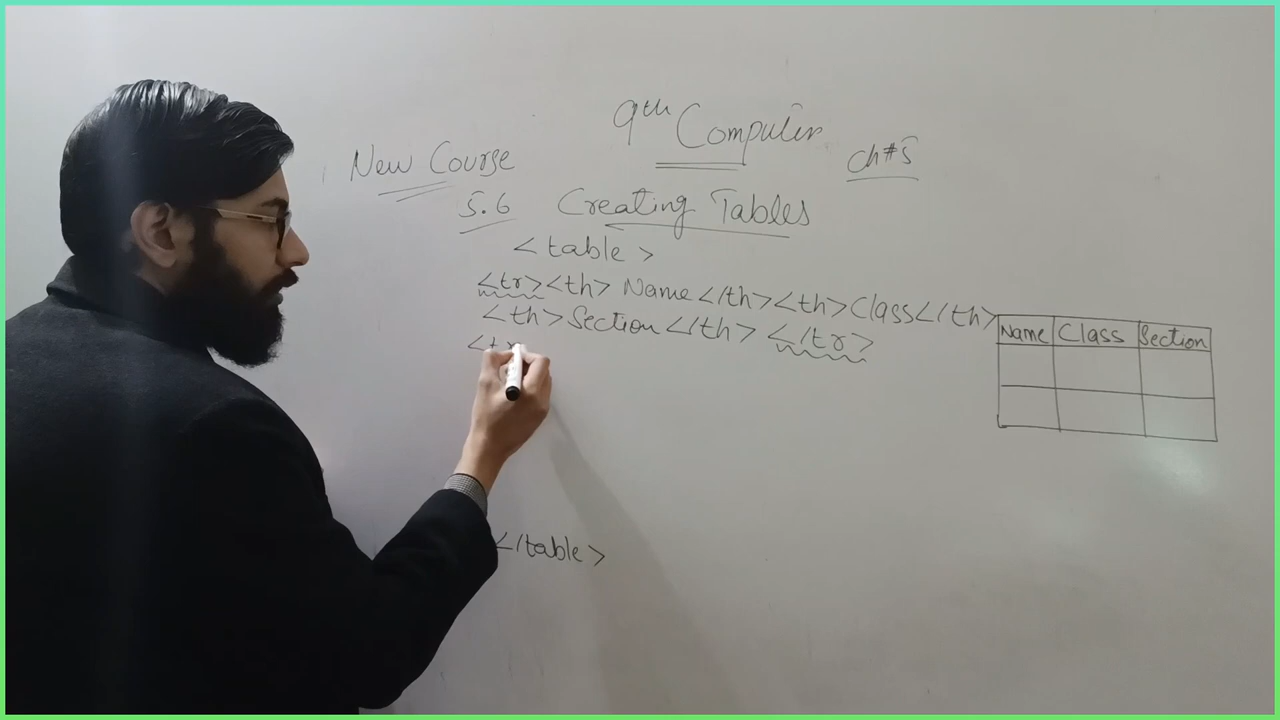 9th Computer
New Course
Ch#5
5.6 Creating Tables
<table>
<tr><th>Name</th><th>Class</th>
<th>Section</th></tr>
<tr
</table>
Name Class Section